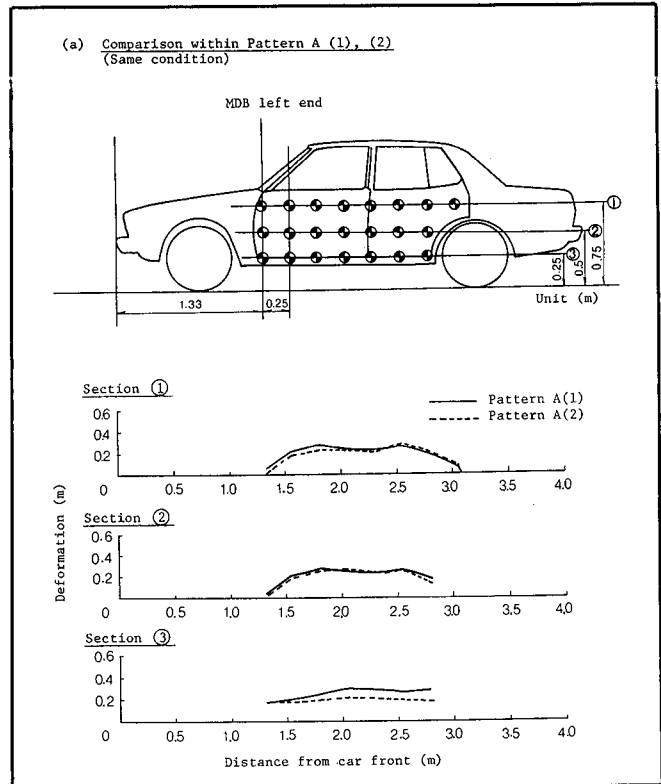 (a) Comparison within Pattern A (1), (2)
(Same condition)
MDB left end
①
②
③
0.25
0.5
0.75
Unit (m)
1.33
0.25
Section ①
Pattern A(1)
Pattern A(2)
0.6
0.4
0.2
0 0.5 1.0 1.5 2.0 2.5 3.0 3.5 4.0
Section ②
0.6
0.4
0.2
0 0.5 1.0 1.5 2.0 2.5 3.0 3.5 4.0
Section ③
0.6
0.4
0.2
0 0.5 1.0 1.5 2.0 2.5 3.0 3.5 4.0
Deformation (m)
Distance from car front (m)